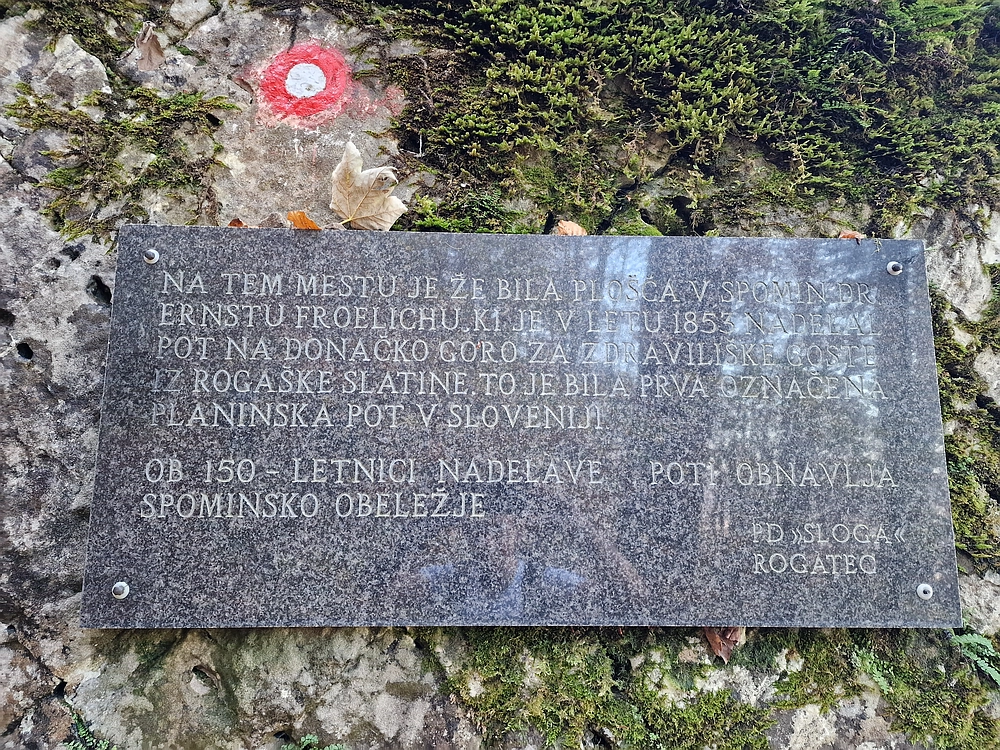 NA TEM MESTU JE ŽE BILA PLOŠČA V SPOMIN DR.
ERNSTU FROELICHU, KI JE V LETU 1853 NADELAL
POT NA DONAČKO GORO ZA ZDRAVILIŠKE GOSTE
IZ ROGAŠKE SLATINE. TO JE BILA PRVA OZNAČENA
PLANINSKA POT V SLOVENIJI
OB 150 - LETNICI NADELAVE POTI OBNAVLJA
SPOMINSKO OBELEŽJE
PD »SLOGA«
ROGATEC